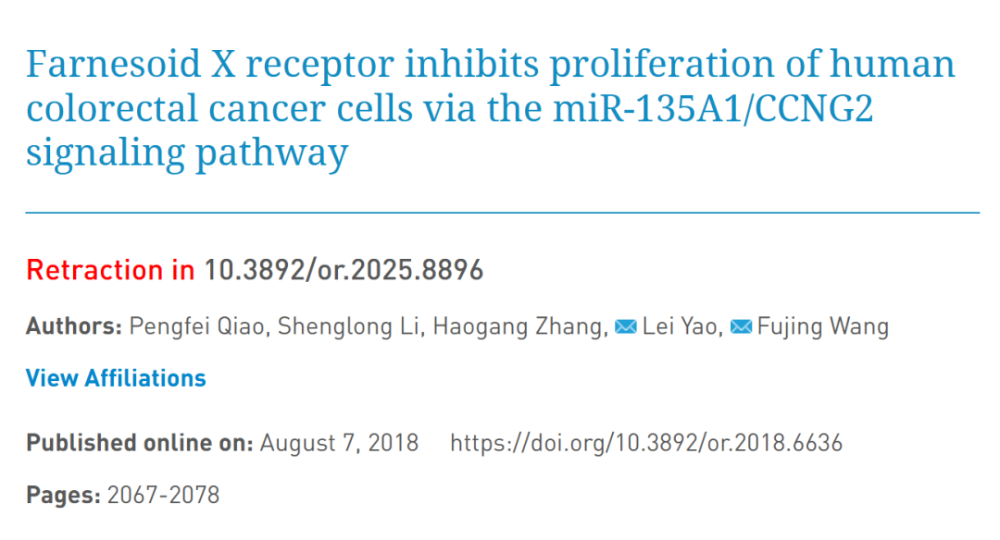 Farnesoid X receptor inhibits proliferation of human
colorectal cancer cells via the miR-135A1/CCNG2
signaling pathway
Retraction in 10.3892/or.2025.8896
Authors: Pengfei Qiao, Shenglong Li, Haogang Zhang, Lei Yao, Fujing Wang
View Affiliations
Published online on: August 7, 2018 https://doi.org/10.3892/or.2018.6636
Pages: 2067-2078